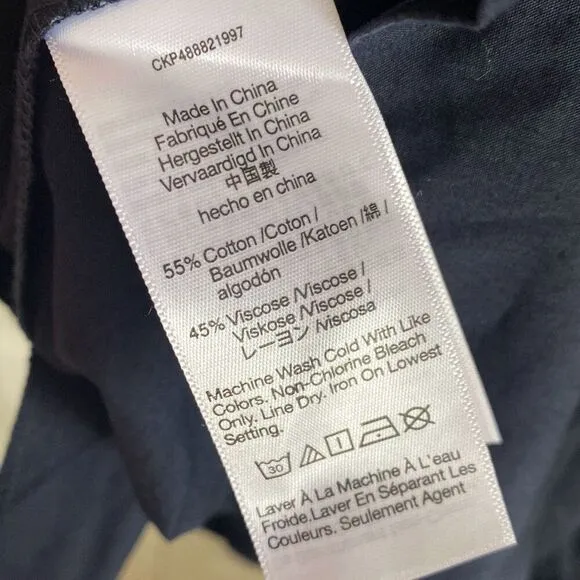 CKP488821997
Made In China
Fabriqué En Chine
Hergestellt In China
Vervaardigd In China
中国製
hecho en china
55% Cotton /Coton /
Baumwolle /Katoen /綿 /
algodón
45% Viscose /Viscose /
Viskose /Viscose /
レーヨン /viscosa
Machine Wash Cold With Like
Colors. Non-Chlorine Bleach
Only. Line Dry. Iron On Lowest
Setting.
30
Laver À La Machine À L'eau
Froide.Laver En Séparant Les
Couleurs. Seulement Agent